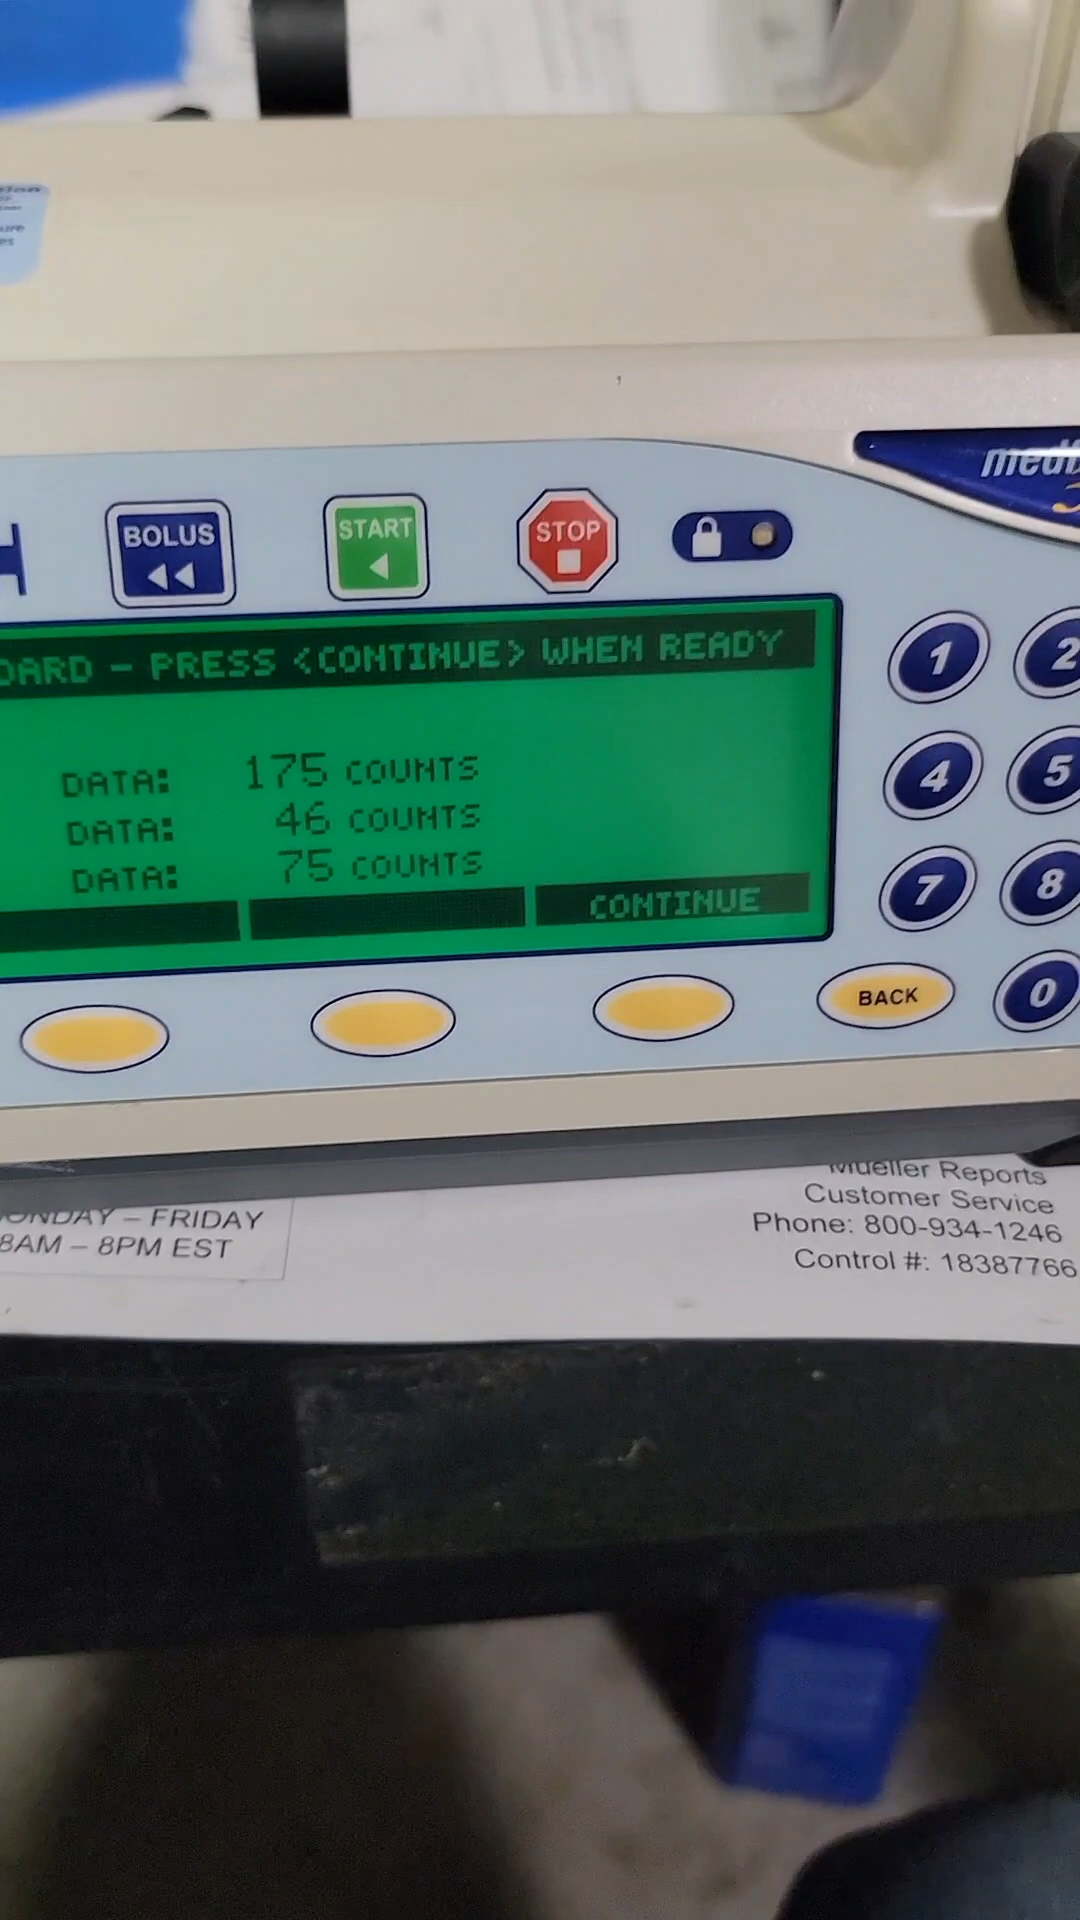 BOLUS
START
STOP
PRESS <CONTINUE> WHEN READY
DATA: 175 COUNTS
DATA: 46 COUNTS
DATA: 75 COUNTS
CONTINUE
1 2
4 5
7 8
BACK 0
– FRIDAY
8AM – 8PM EST
Mueller Reports
Customer Service
Phone: 800-934-1246
Control #: 18387766